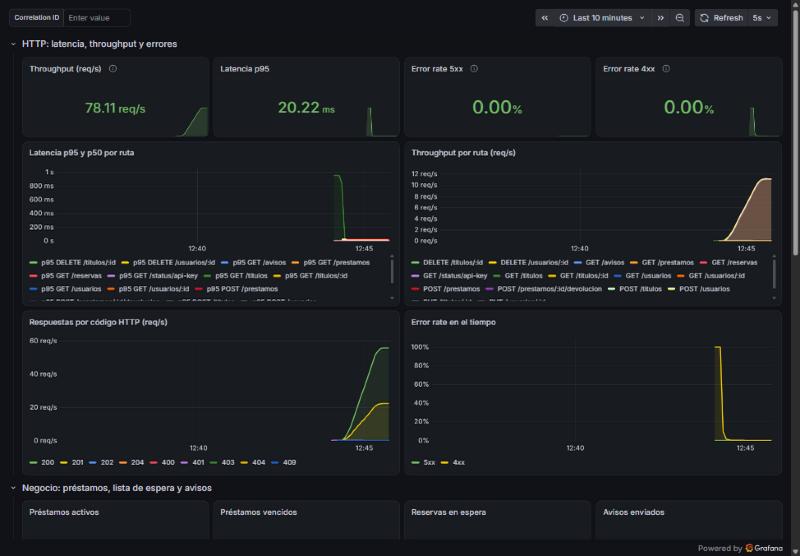 Correlation ID Enter value
Last 10 minutes Refresh 5s
HTTP: latencia, throughput y errores
Throughput (req/s) Latencia p95 Error rate 5xx Error rate 4xx
78.11 req/s 20.22 ms 0.00% 0.00%
Latencia p95 y p50 por ruta
1 s
800 ms
600 ms
400 ms
200 ms
0 s
12:40 12:45
p95 DELETE /titulos/:id p95 DELETE /usuarios/:id p95 GET /avisos p95 GET /prestamos
p95 GET /reservas p95 GET /status/api-key p95 GET /titulos p95 GET /titulos/:id
p95 GET /usuarios p95 GET /usuarios/:id p95 POST /prestamos
Throughput por ruta (req/s)
12 req/s
10 req/s
8 req/s
6 req/s
4 req/s
2 req/s
0 req/s
12:40 12:45
DELETE /titulos/:id DELETE /usuarios/:id GET /avisos GET /prestamos GET /reservas
GET /status/api-key GET /titulos GET /titulos/:id GET /usuarios GET /usuarios/:id
POST /prestamos POST /prestamos/:id/devolucion POST /titulos POST /usuarios
Respuestas por código HTTP (req/s)
60 req/s
40 req/s
20 req/s
0 req/s
12:40 12:45
200 201 202 204 400 401 403 404 409
Error rate en el tiempo
100%
80%
60%
40%
20%
0%
12:40 12:45
5xx 4xx
Negocio: préstamos, lista de espera y avisos
Préstamos activos Préstamos vencidos Reservas en espera Avisos enviados
Powered by Grafana